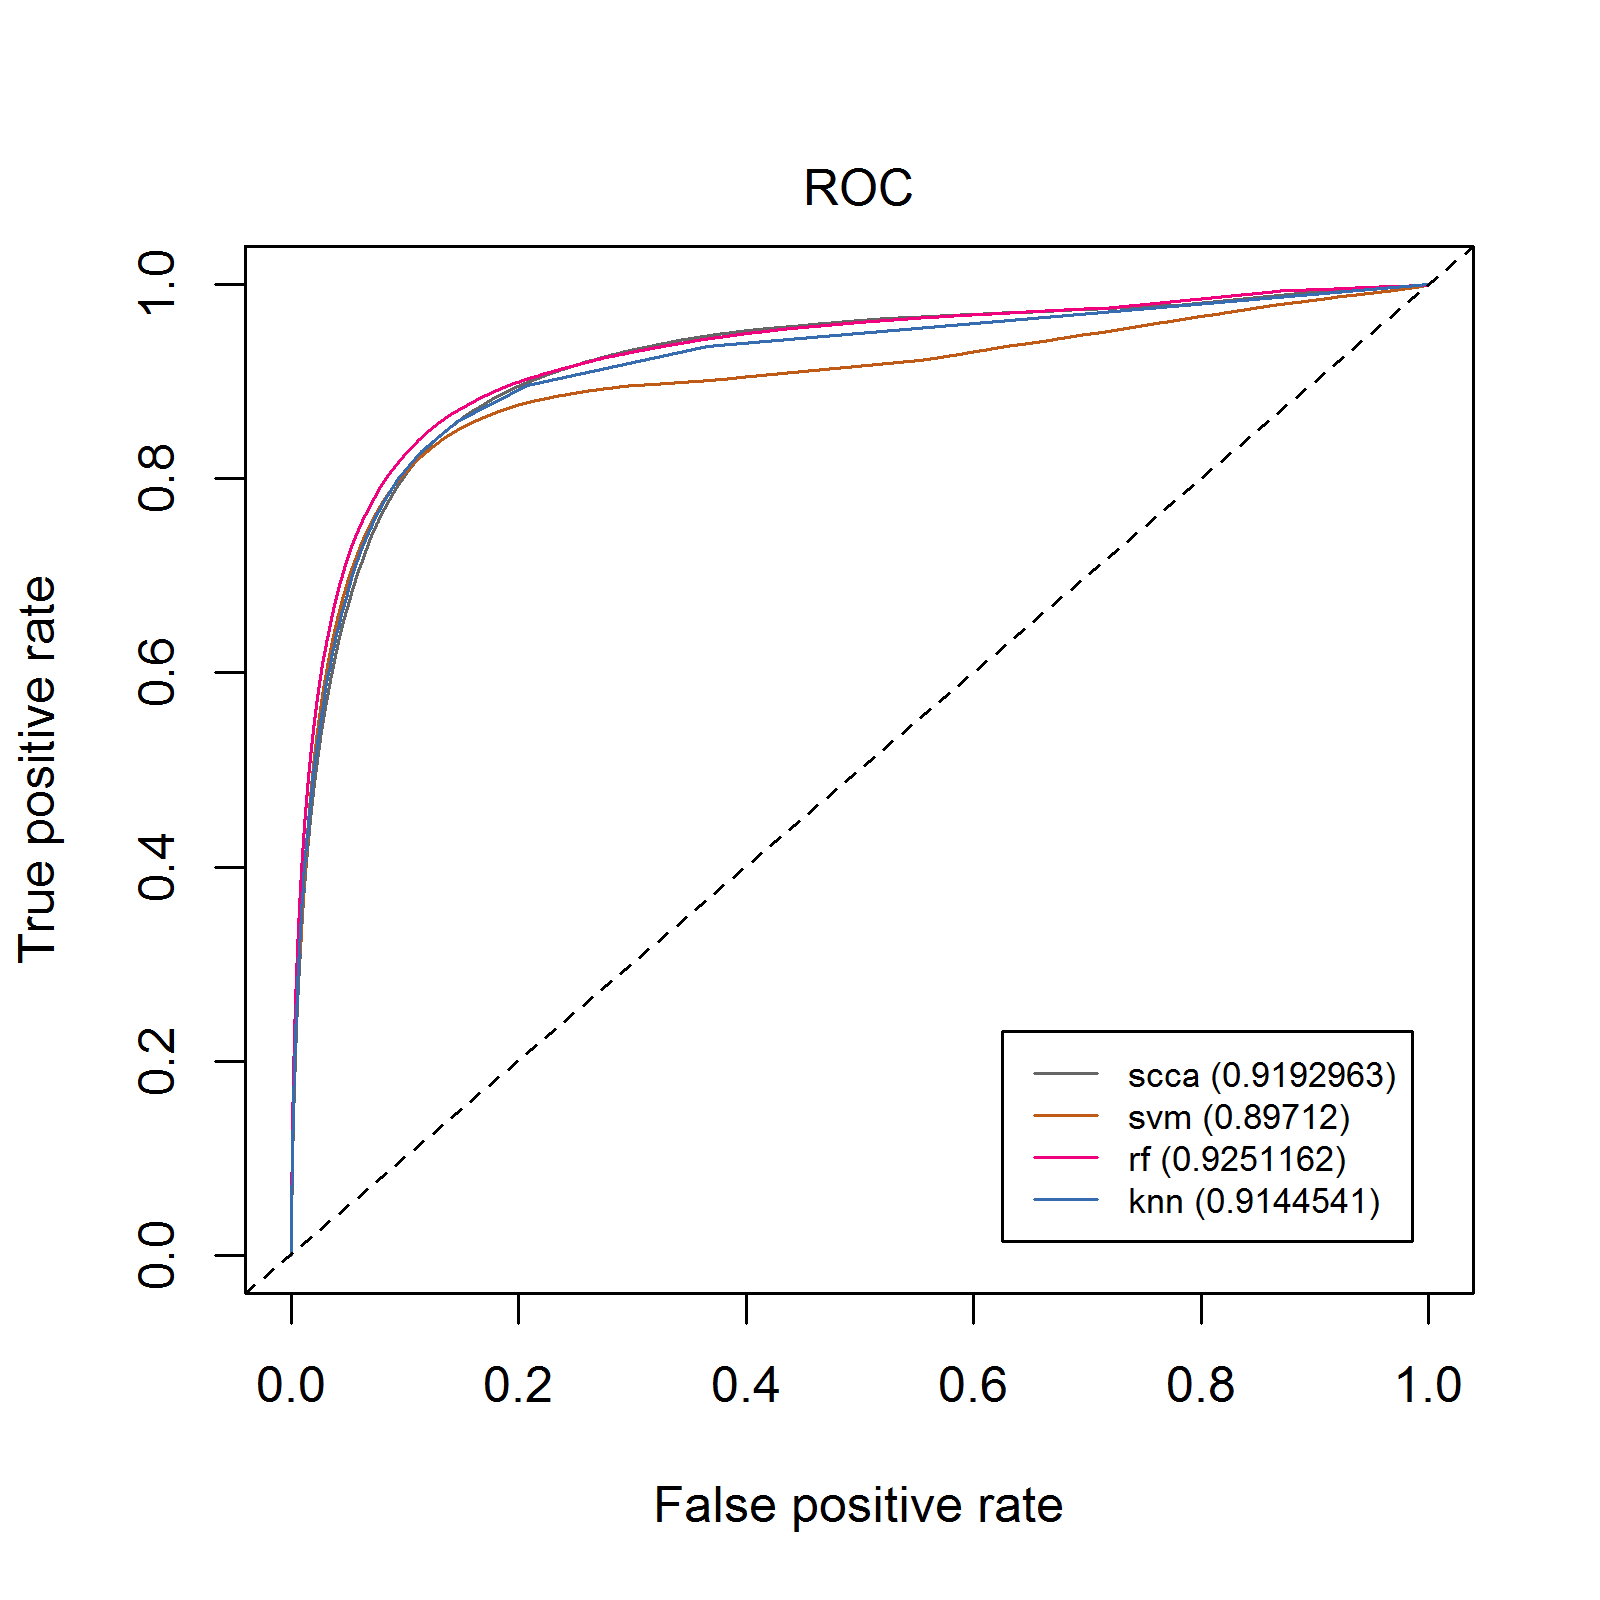 ROC
True positive rate
1.0
0.8
0.6
0.4
0.2
0.0
scca (0.9192963)
svm (0.89712)
rf (0.9251162)
knn (0.9144541)
0.0 0.2 0.4 0.6 0.8 1.0
False positive rate